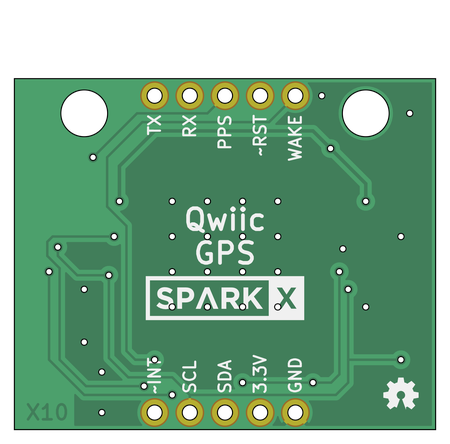 TX RX PPS ~RST WAKE
Qwiic
GPS
SPARK X
~INT SCL SDA 3.3V GND
X10